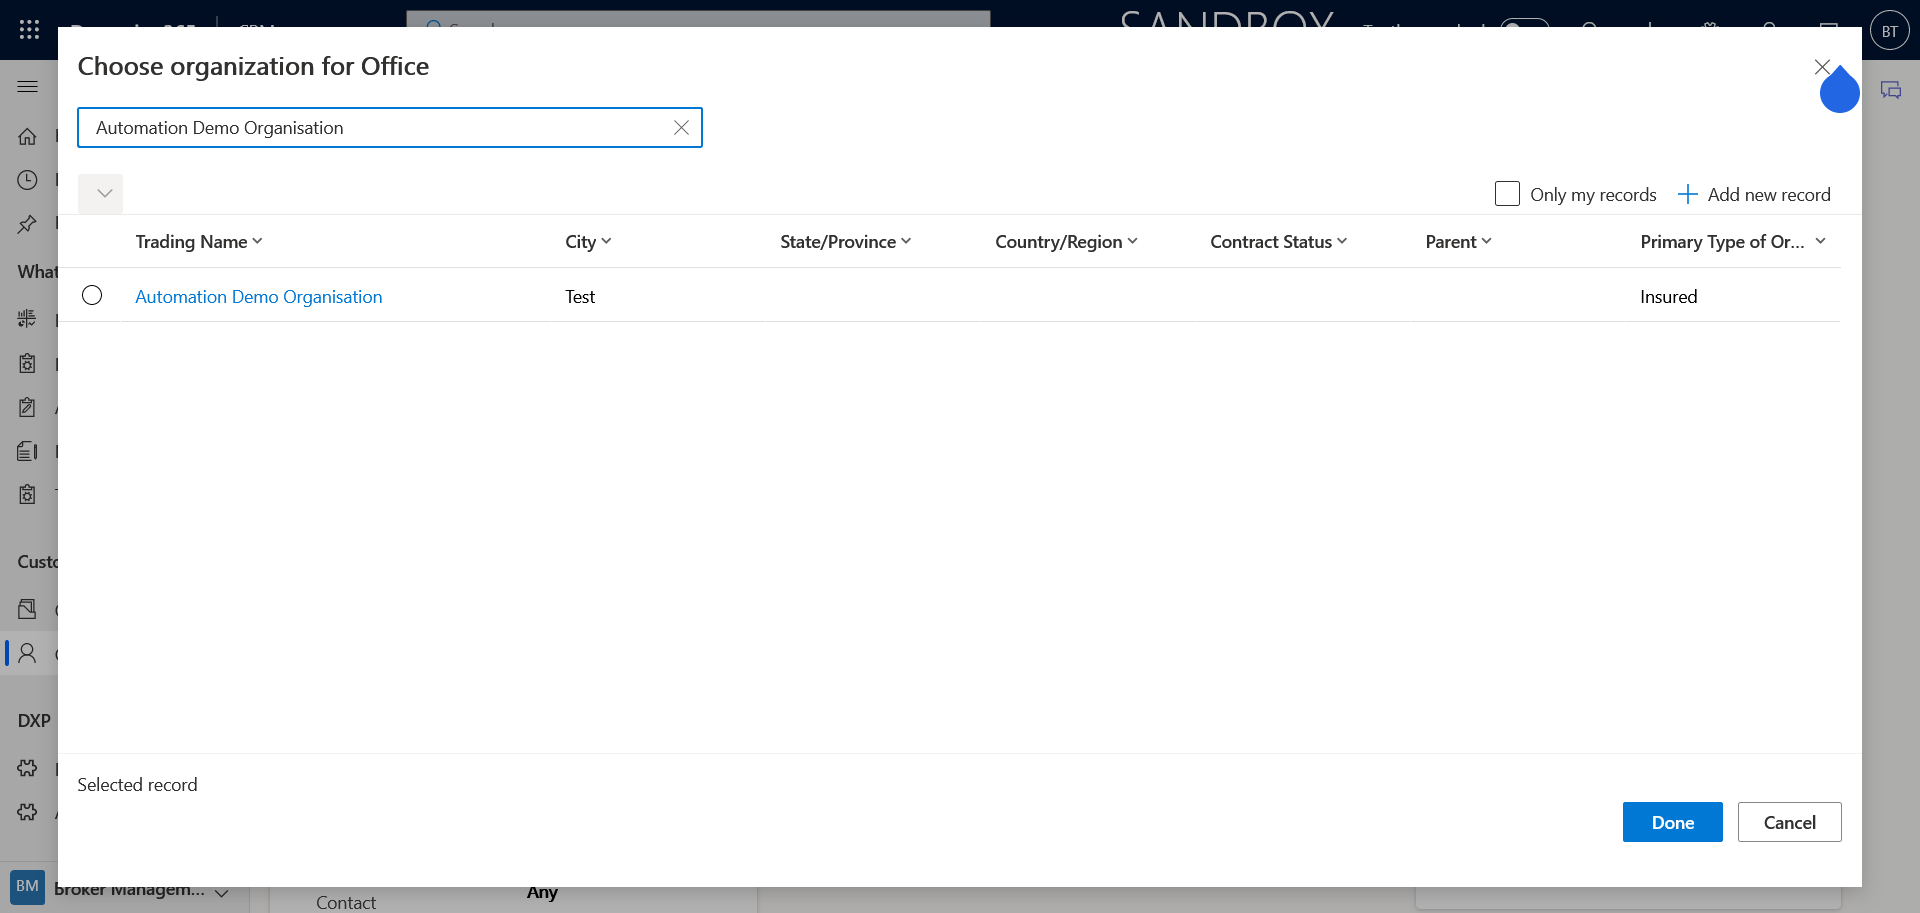 SANDBOX
BT
Choose organization for Office
Automation Demo Organisation
Only my records
Add new record
Trading Name
City
State/Province
Country/Region
Contract Status
Parent
Primary Type of Or...
Automation Demo Organisation
Test
Insured
What
Custo
DXP
Selected record
Done
Cancel
BM
Broker Managem...
Contact
Any